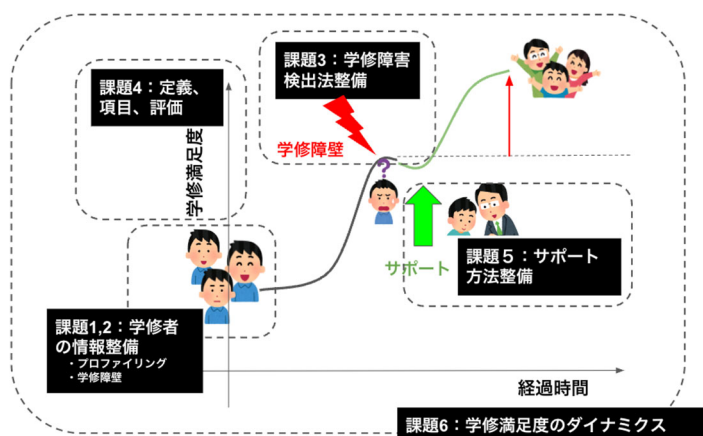 課題4：定義、
項目、評価
学修満足度
課題3：学修障害
検出法整備
学修障壁
?
サポート
課題５：サポート
方法整備
課題1,2：学修者
の情報整備
・プロファイリング
・学修障壁
経過時間
課題6：学修満足度のダイナミクス